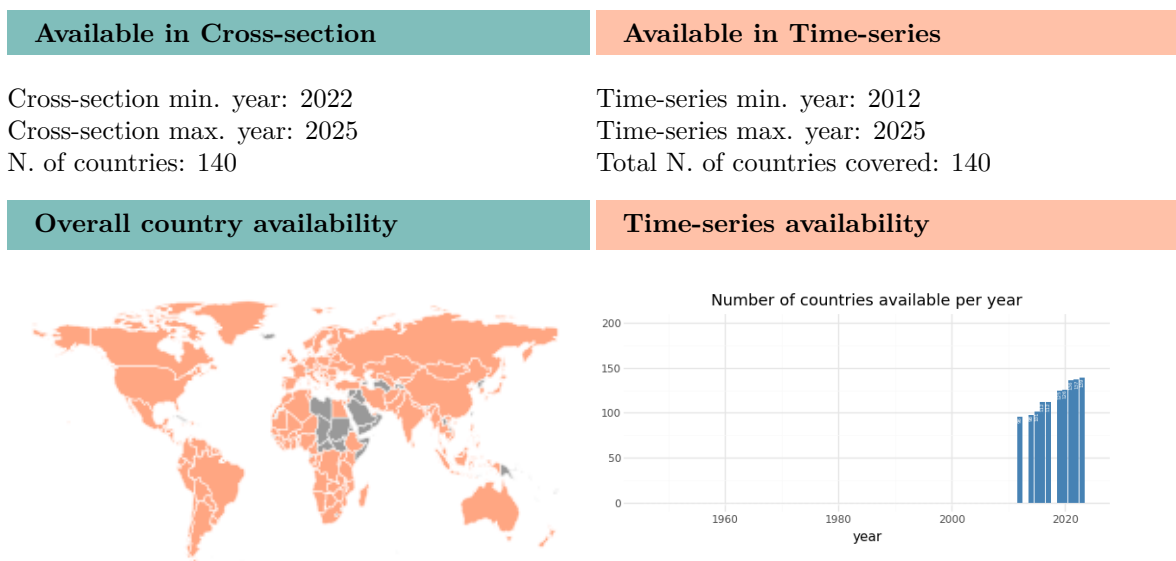 Available in Cross-section
Available in Time-series
Cross-section min. year: 2022
Cross-section max. year: 2025
N. of countries: 140
Time-series min. year: 2012
Time-series max. year: 2025
Total N. of countries covered: 140
Overall country availability
Time-series availability
Number of countries available per year
200
150
100
50
0
1960
1980
2000
2020
year